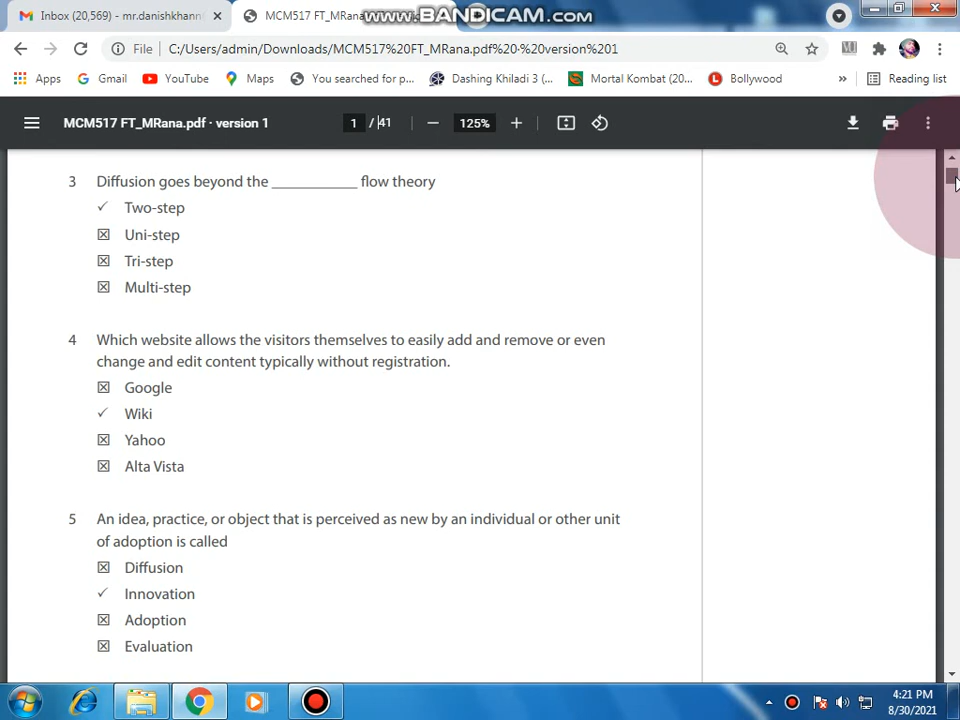 Inbox (20,569) - mr.danishkhann
MCM517 FT_MRana
www.BANDICAM.com
File
C:/Users/admin/Downloads/MCM517%20FT_MRana.pdf%20·%20version%201
Apps
Gmail
YouTube
Maps
You searched for p...
Dashing Khiladi 3 (...
Mortal Kombat (20...
Bollywood
»
Reading list
MCM517 FT_MRana.pdf · version 1
1 / 41
125%
3 Diffusion goes beyond the ___________ flow theory
✓ Two-step
☒ Uni-step
☒ Tri-step
☒ Multi-step
4 Which website allows the visitors themselves to easily add and remove or even
change and edit content typically without registration.
☒ Google
✓ Wiki
☒ Yahoo
☒ Alta Vista
5 An idea, practice, or object that is perceived as new by an individual or other unit
of adoption is called
☒ Diffusion
✓ Innovation
☒ Adoption
☒ Evaluation
4:21 PM
8/30/2021